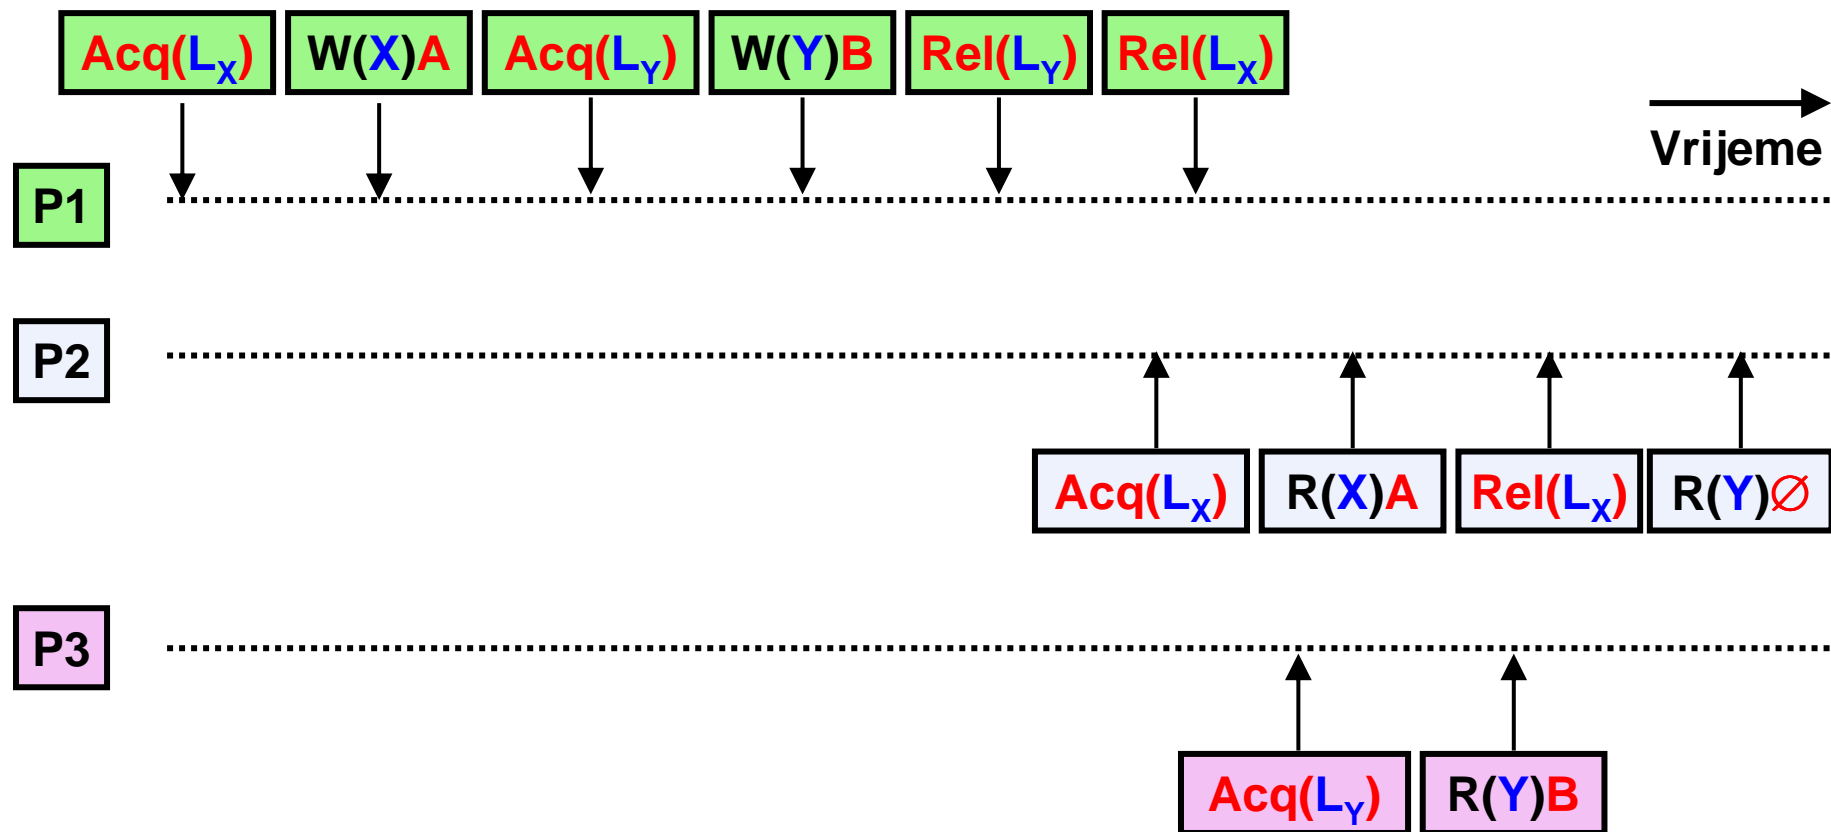 Acq(LX) W(X)A Acq(LY) W(Y)B Rel(LY) Rel(LX)
Vrijeme
P1
P2
Acq(LX) R(X)A Rel(LX) R(Y)∅
P3
Acq(LY) R(Y)B